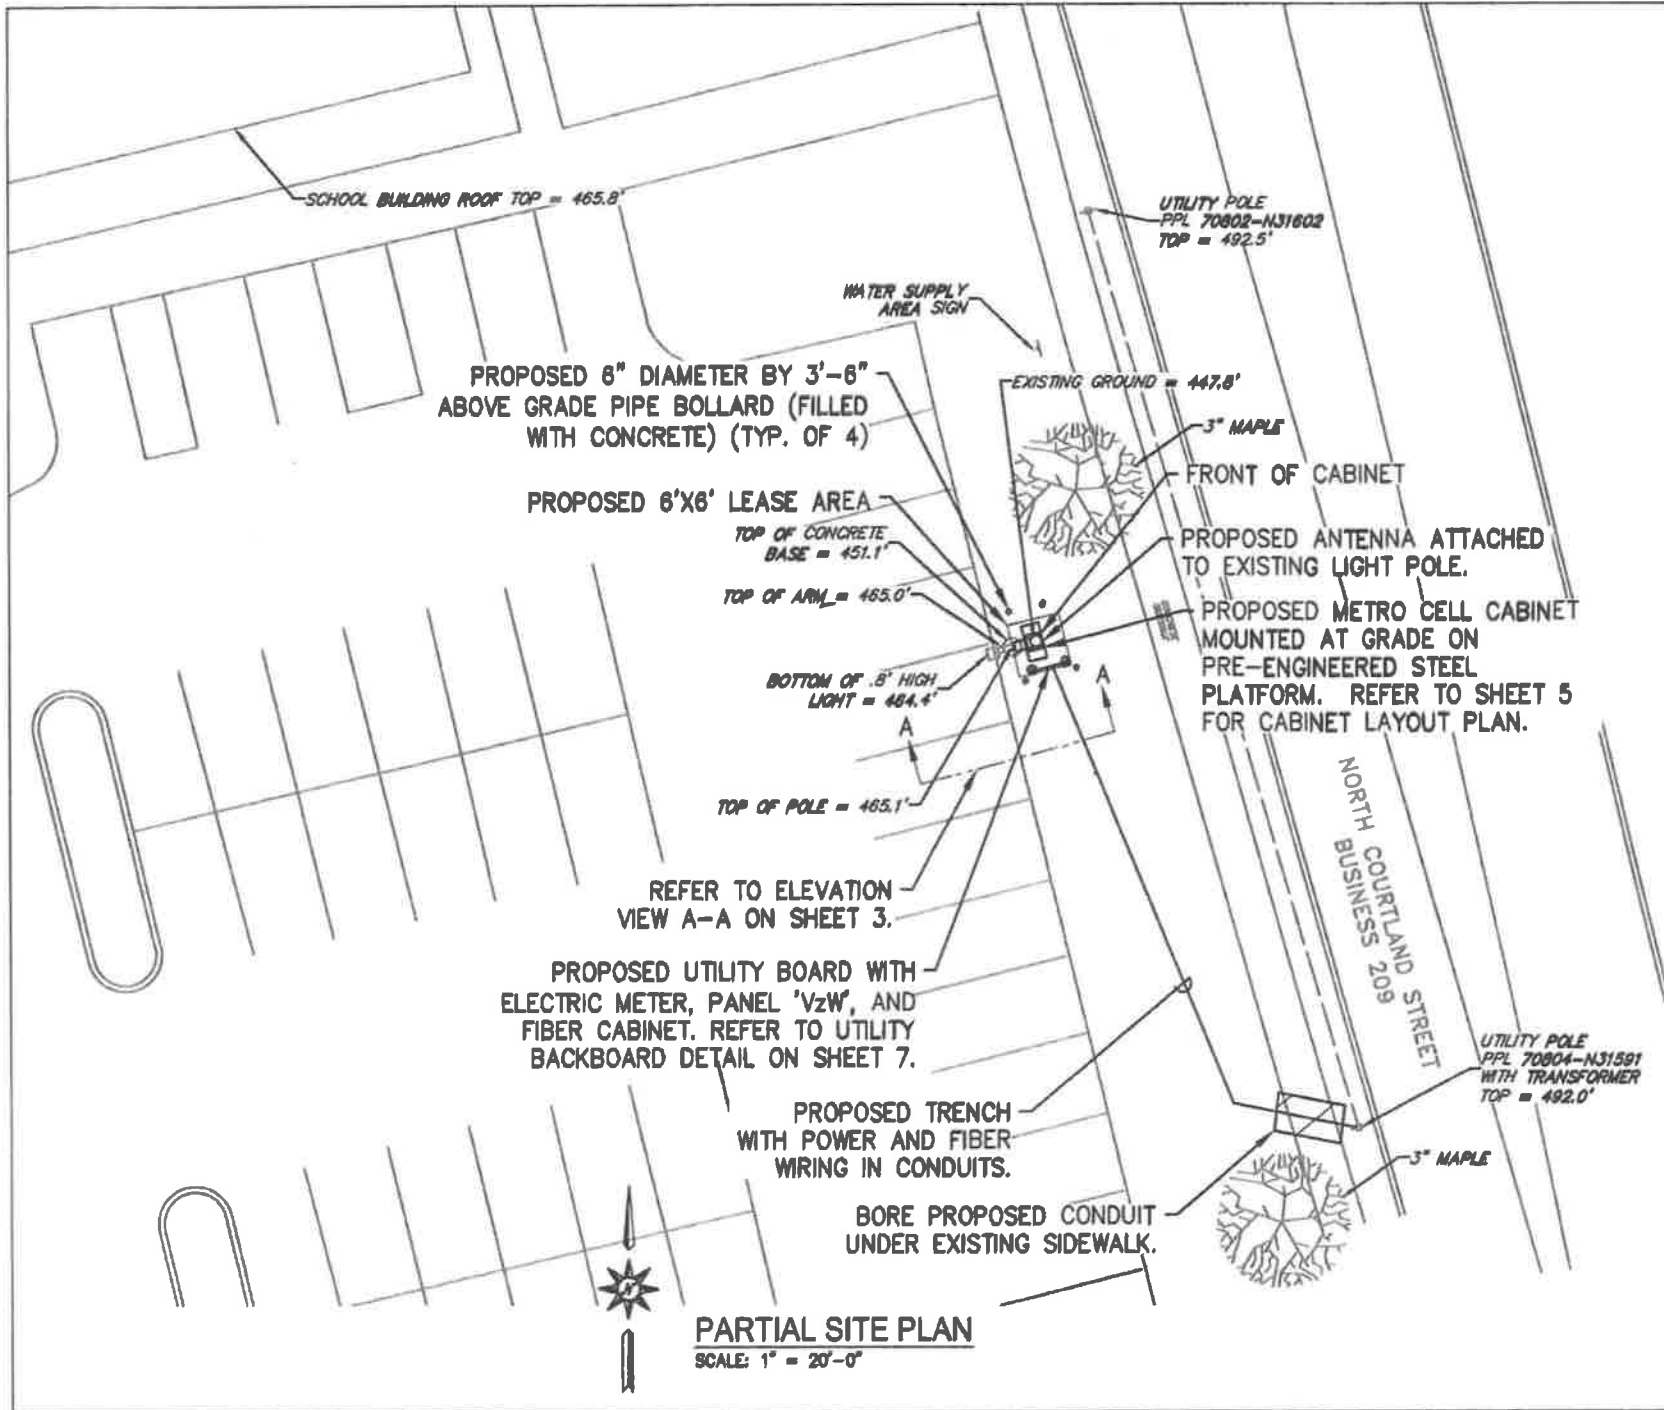 SCHOOL BUILDING ROOF TOP = 465.8'
UTILITY POLE
PPL 70802-N31602
TOP = 492.5'
WATER SUPPLY
AREA SIGN
PROPOSED 6" DIAMETER BY 3'-6"
ABOVE GRADE PIPE BOLLARD (FILLED
WITH CONCRETE) (TYP. OF 4)
EXISTING GROUND = 447.8'
3" MAPLE
FRONT OF CABINET
PROPOSED 6'X6' LEASE AREA
TOP OF CONCRETE
BASE = 451.1'
PROPOSED ANTENNA ATTACHED
TO EXISTING LIGHT POLE.
TOP OF ARM = 465.0'
PROPOSED METRO CELL CABINET
MOUNTED AT GRADE ON
PRE-ENGINEERED STEEL
PLATFORM. REFER TO SHEET 5
FOR CABINET LAYOUT PLAN.
BOTTOM OF .8' HIGH
LIGHT = 464.4'
A
A
TOP OF POLE = 465.1'
NORTH COURTLAND STREET
BUSINESS 209
REFER TO ELEVATION
VIEW A-A ON SHEET 3.
PROPOSED UTILITY BOARD WITH
ELECTRIC METER, PANEL 'VzW', AND
FIBER CABINET. REFER TO UTILITY
BACKBOARD DETAIL ON SHEET 7.
UTILITY POLE
PPL 70804-N31591
WITH TRANSFORMER
TOP = 492.0'
PROPOSED TRENCH
WITH POWER AND FIBER
WIRING IN CONDUITS.
3" MAPLE
BORE PROPOSED CONDUIT
UNDER EXISTING SIDEWALK.
N
PARTIAL SITE PLAN
SCALE: 1" = 20'-0"